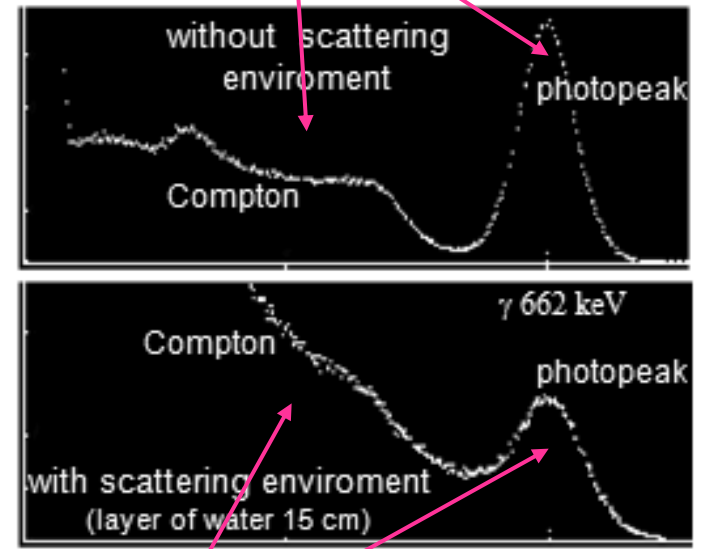 without scattering
enviroment
photopeak
Compton
γ 662 keV
Compton
photopeak
with scattering enviroment
(layer of water 15 cm)